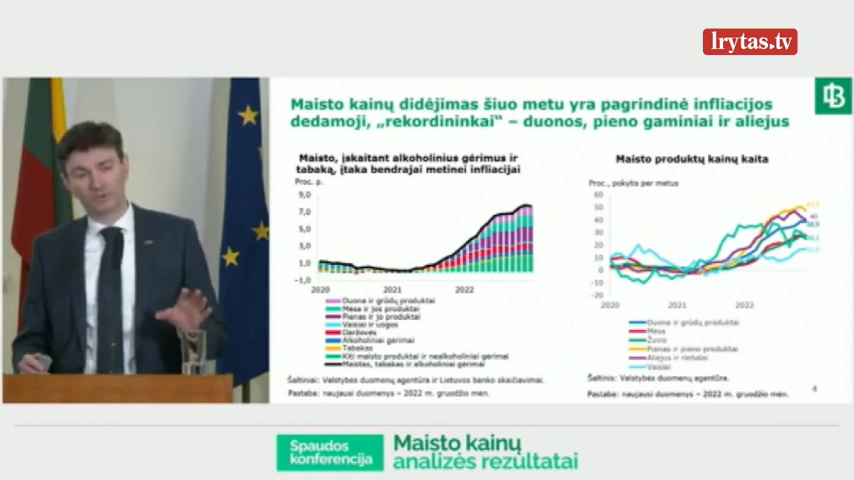 lrytas.tv
Maisto kainų didėjimas šiuo metu yra pagrindinė infliacijos
dedamoji, „rekordininkai“ – duonos, pieno gaminiai ir aliejus
Maisto, įskaitant alkoholinius gėrimus ir
tabaką, įtaka bendrajai metinei infliacijai
Proc. p.
9,0
7,0
5,0
3,0
1,0
–1,0
2020 2021 2022
Duona ir grūdų produktai
Mėsa ir jos produktai
Pienas ir jo produktai
Vaisiai ir uogos
Daržovės
Alkoholiniai gėrimai
Tabakas
Kiti maisto produktai ir nealkoholiniai gėrimai
Maistas, tabakas ir alkoholiniai gėrimai
Šaltiniai: Valstybės duomenų agentūra ir Lietuvos banko skaičiavimai.
Pastaba: naujausi duomenys – 2022 m. gruodžio mėn.
Maisto produktų kainų kaita
Proc., pokytis per metus
60
50
40
30
20
10
0
-10
-20
40
2020 2021 2022
Duona ir grūdų produktai
Mėsa
Žuvis
Pienas ir pieno produktai
Aliejus ir riebalai
Vaisiai
Šaltinis: Valstybės duomenų agentūra.
Pastaba: naujausi duomenys – 2022 m. gruodžio mėn.
4
Spaudos
konferencija
Maisto kainų
analizės rezultatai